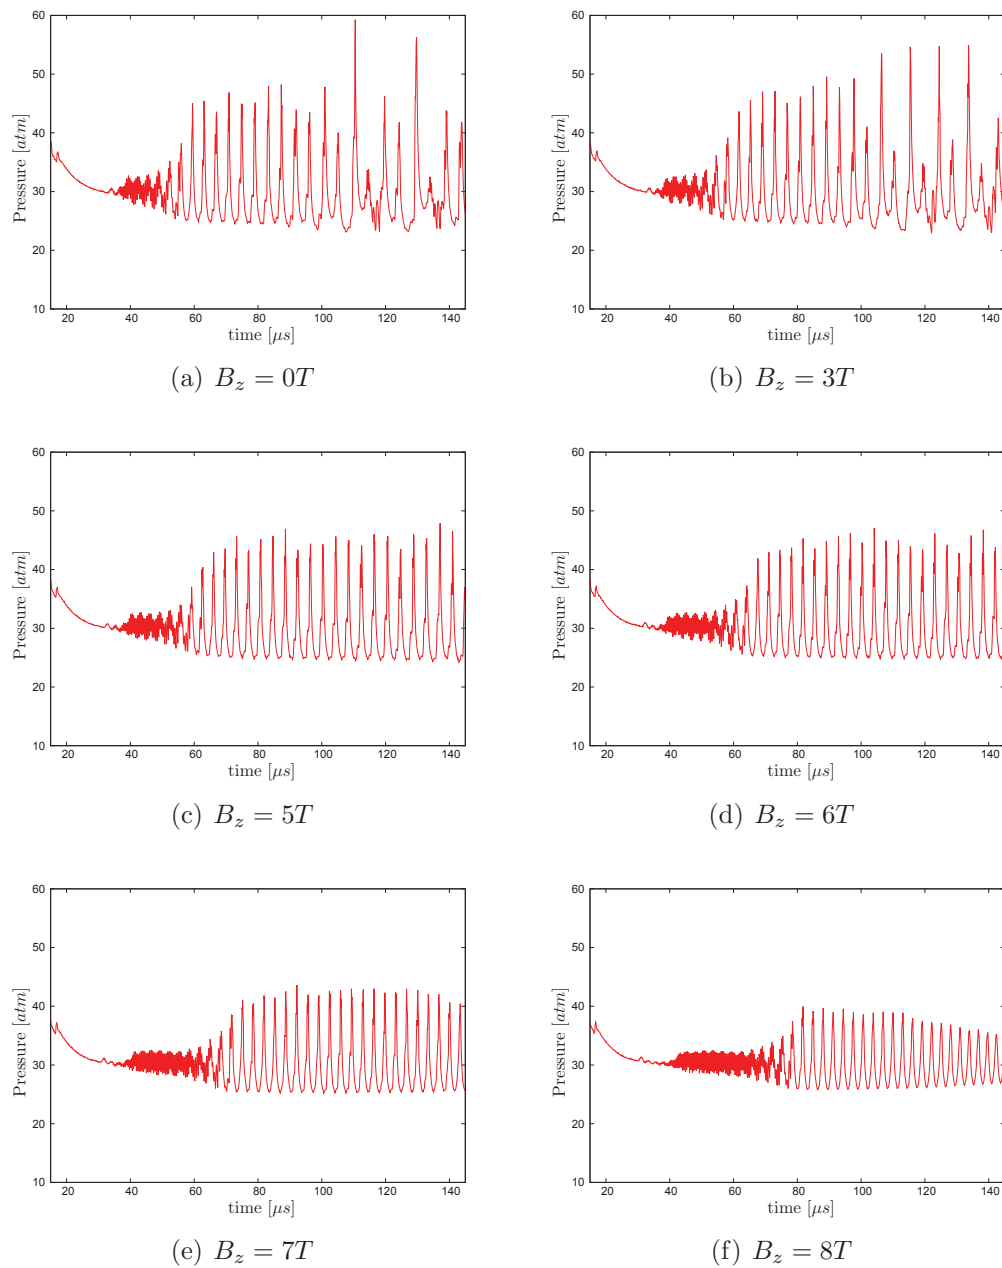 60
50
40
30
20
10
Pressure [atm]
20 40 60 80 100 120 140
time [μs]
(a) B_z = 0T
60
50
40
30
20
10
Pressure [atm]
20 40 60 80 100 120 140
time [μs]
(b) B_z = 3T
60
50
40
30
20
10
Pressure [atm]
20 40 60 80 100 120 140
time [μs]
(c) B_z = 5T
60
50
40
30
20
10
Pressure [atm]
20 40 60 80 100 120 140
time [μs]
(d) B_z = 6T
60
50
40
30
20
10
Pressure [atm]
20 40 60 80 100 120 140
time [μs]
(e) B_z = 7T
60
50
40
30
20
10
Pressure [atm]
20 40 60 80 100 120 140
time [μs]
(f) B_z = 8T